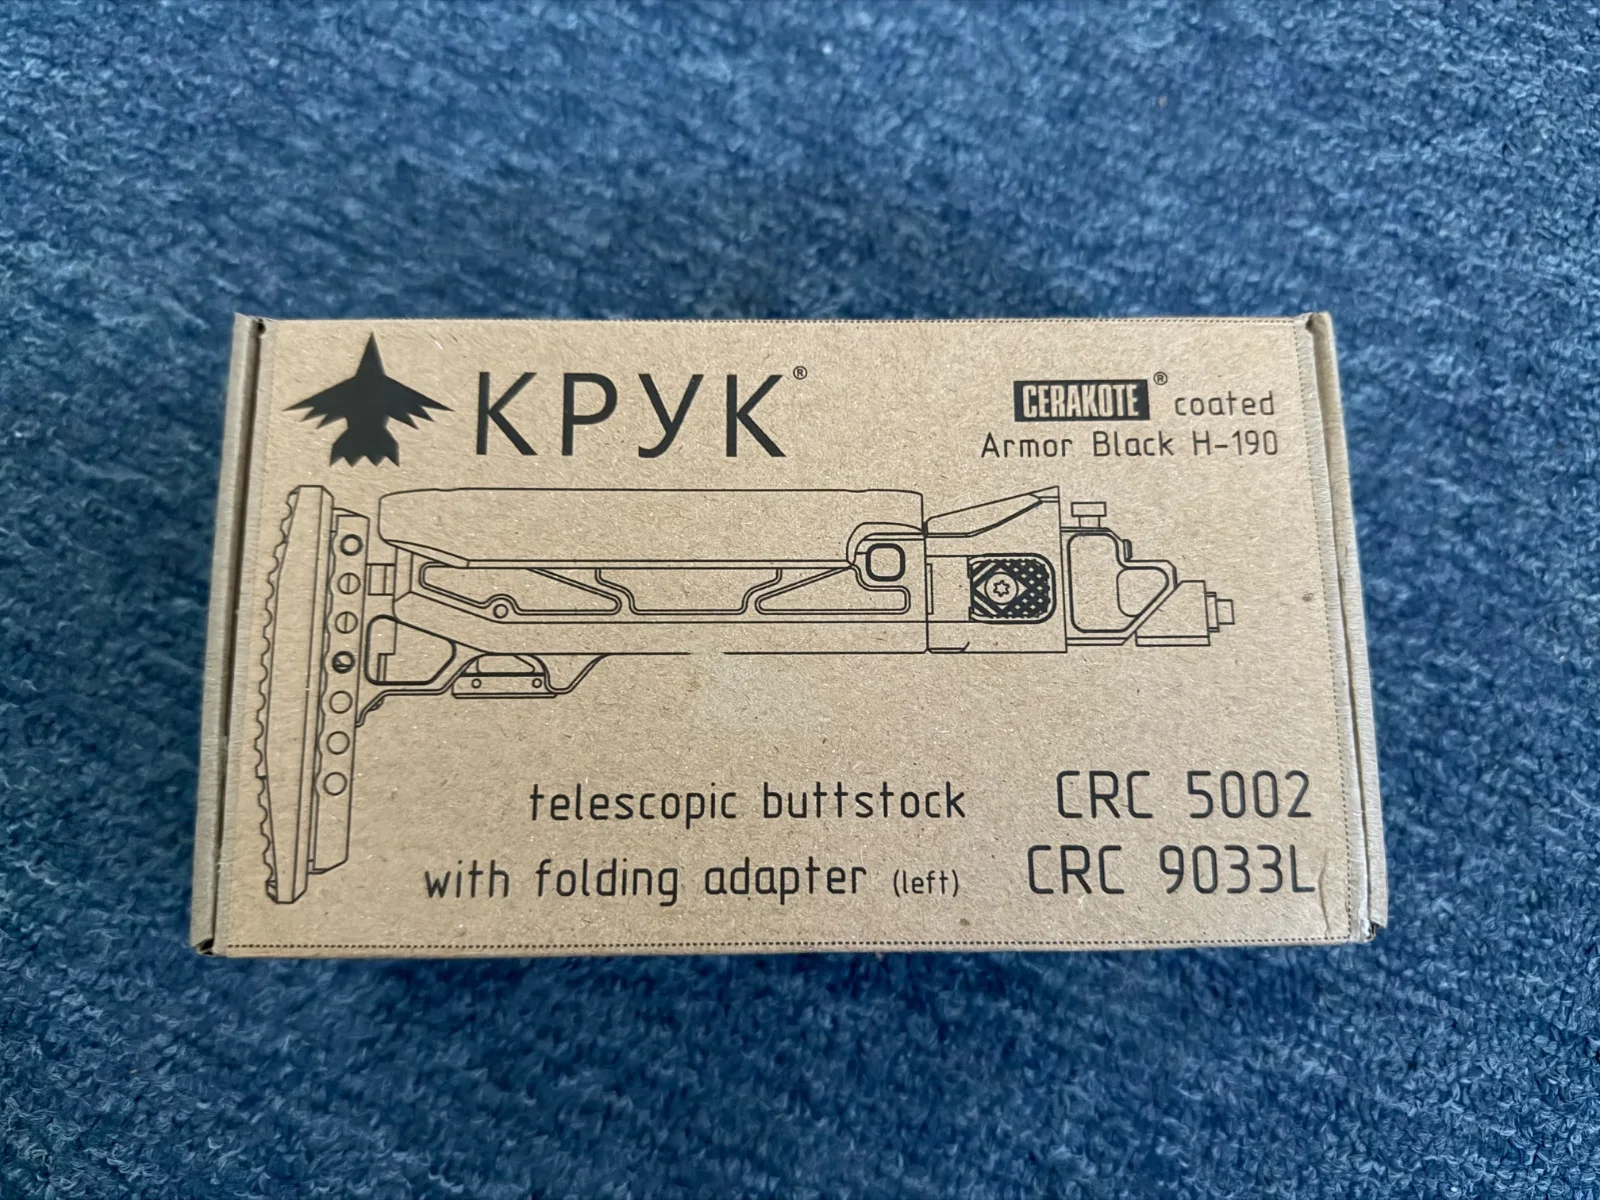 КРУК®
CERAKOTE® coated
Armor Black H-190
telescopic buttstock CRC 5002
with folding adapter (left) CRC 9033L